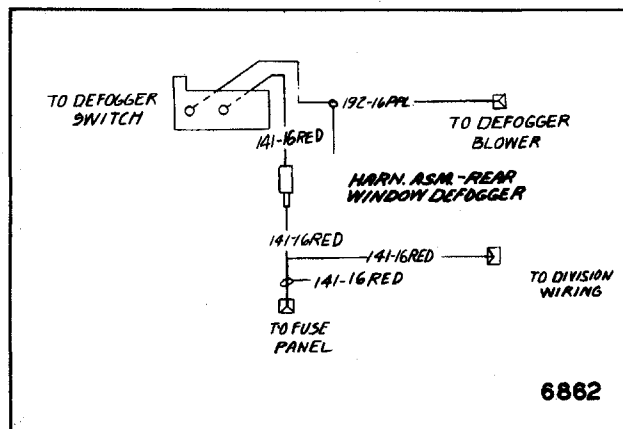 TO DEFOGGER
SWITCH
192-16PPL
TO DEFOGGER
BLOWER
141-16RED
HARN. ASM.-REAR
WINDOW DEFOGGER
141-16RED
141-16RED
141-16RED
TO DIVISION
WIRING
TO FUSE
PANEL
6862